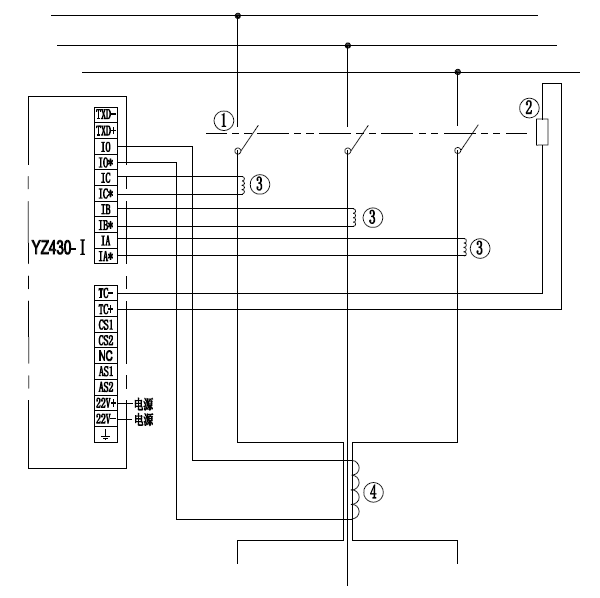 TXD-
TXD+
I0
I0*
IC
IC*
IB
IB*
IA
IA*
YZ430-Ⅰ
TC-
TC+
CS1
CS2
NC
AS1
AS2
22V+ 电源
22V- 电源
①
②
③
③
③
④